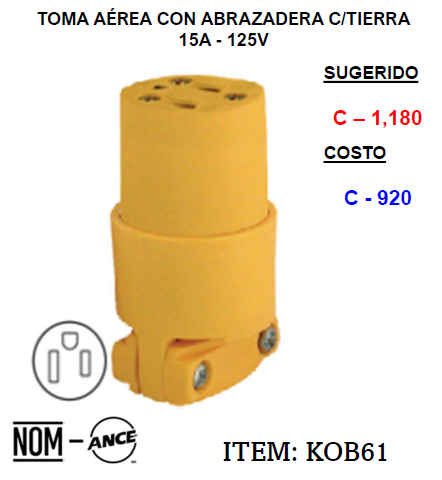 TOMA AÉREA CON ABRAZADERA C/TIERRA
15A - 125V
SUGERIDO
C – 1,180
COSTO
C - 920
NOM - ANCE
ITEM: KOB61